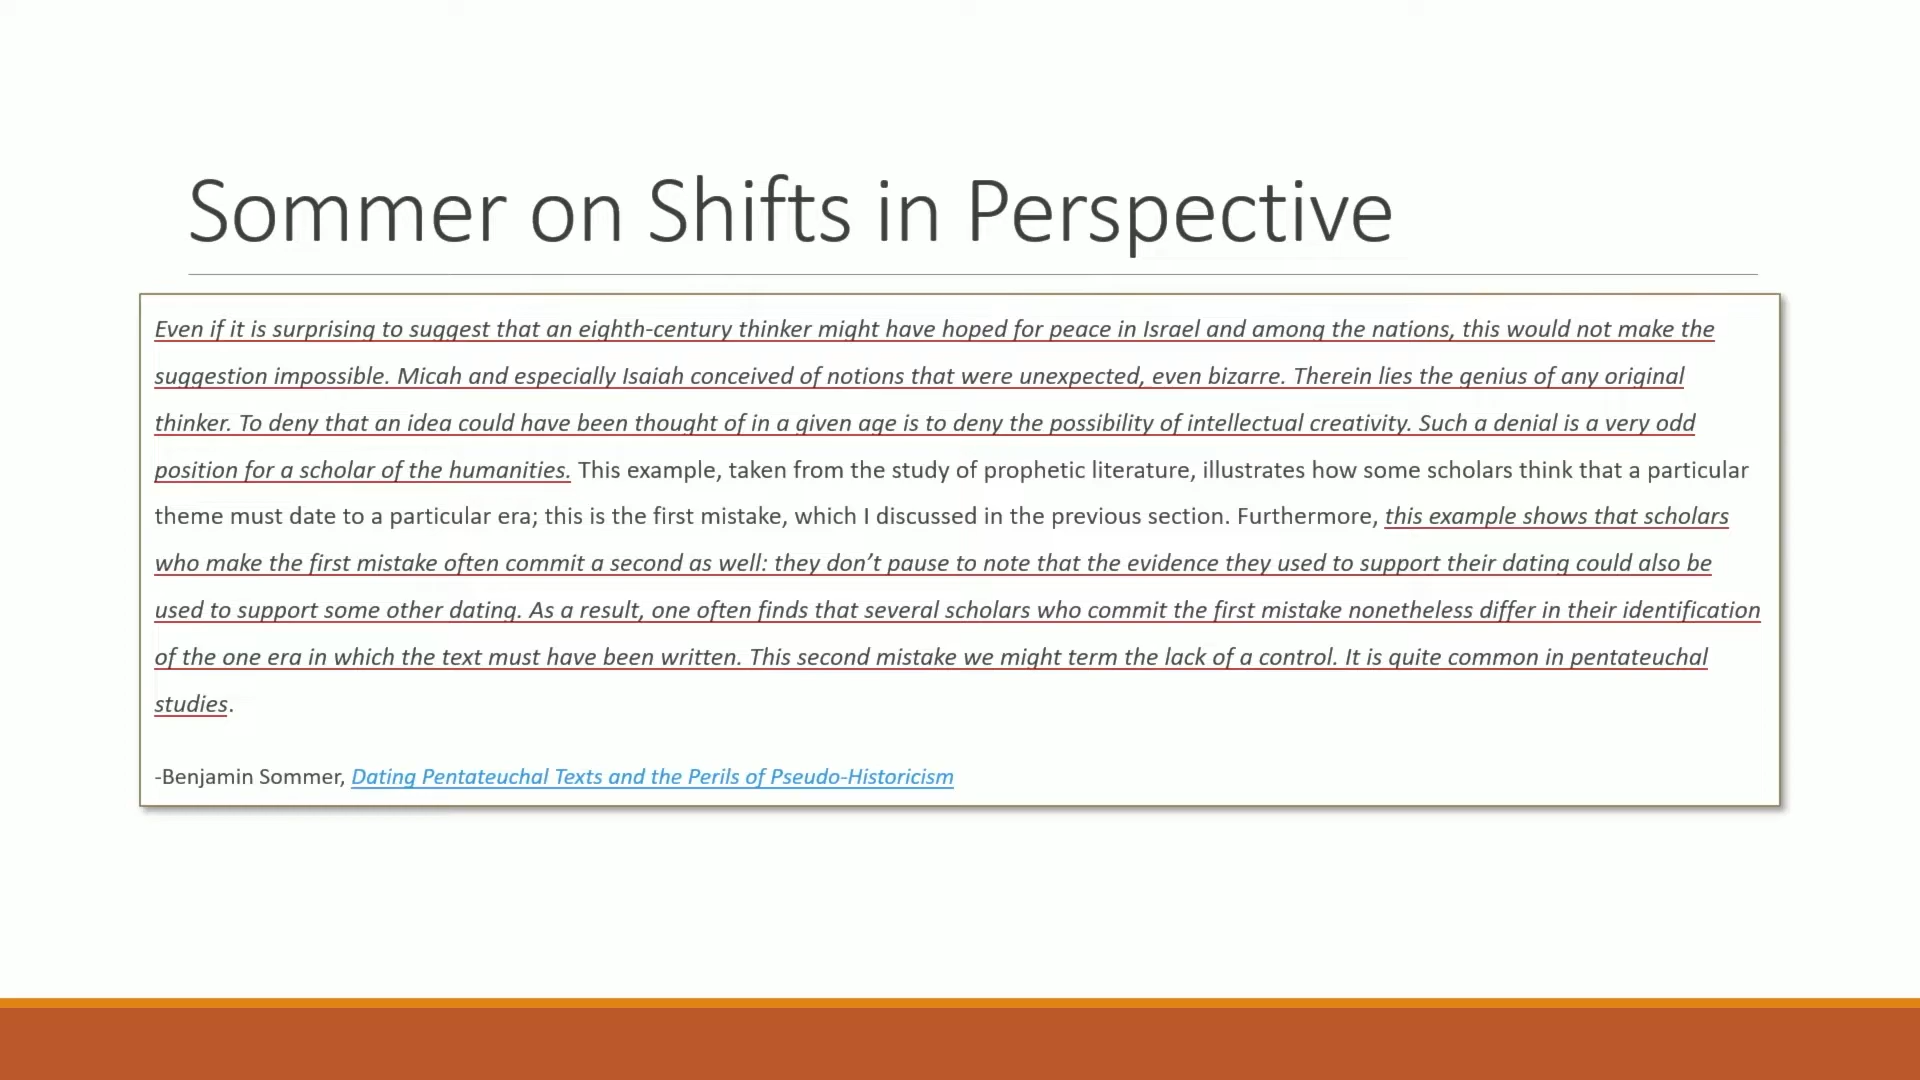 Sommer on Shifts in Perspective
Even if it is surprising to suggest that an eighth-century thinker might have hoped for peace in Israel and among the nations, this would not make the
suggestion impossible. Micah and especially Isaiah conceived of notions that were unexpected, even bizarre. Therein lies the genius of any original
thinker. To deny that an idea could have been thought of in a given age is to deny the possibility of intellectual creativity. Such a denial is a very odd
position for a scholar of the humanities. This example, taken from the study of prophetic literature, illustrates how some scholars think that a particular
theme must date to a particular era; this is the first mistake, which I discussed in the previous section. Furthermore, this example shows that scholars
who make the first mistake often commit a second as well: they don’t pause to note that the evidence they used to support their dating could also be
used to support some other dating. As a result, one often finds that several scholars who commit the first mistake nonetheless differ in their identification
of the one era in which the text must have been written. This second mistake we might term the lack of a control. It is quite common in pentateuchal
studies.
-Benjamin Sommer, Dating Pentateuchal Texts and the Perils of Pseudo-Historicism